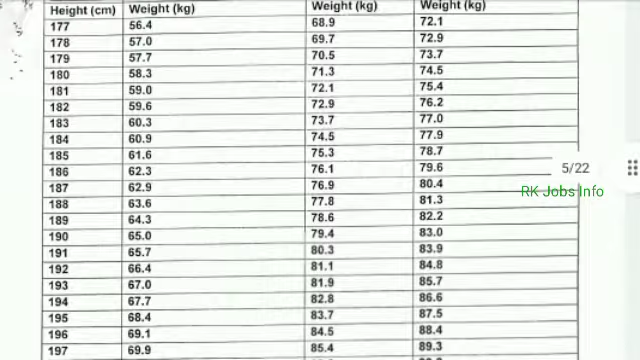 Height (cm) Weight (kg) Weight (kg) Weight (kg)
177 56.4 68.9 72.1
178 57.0 69.7 72.9
179 57.7 70.5 73.7
180 58.3 71.3 74.5
181 59.0 72.1 75.4
182 59.6 72.9 76.2
183 60.3 73.7 77.0
184 60.9 74.5 77.9
185 61.6 75.3 78.7
186 62.3 76.1 79.6
187 62.9 76.9 80.4
188 63.6 77.8 81.3
189 64.3 78.6 82.2
190 65.0 79.4 83.0
191 65.7 80.3 83.9
192 66.4 81.1 84.8
193 67.0 81.9 85.7
194 67.7 82.8 86.6
195 68.4 83.7 87.5
196 69.1 84.5 88.4
197 69.9 85.4 89.3
5/22
RK Jobs Info